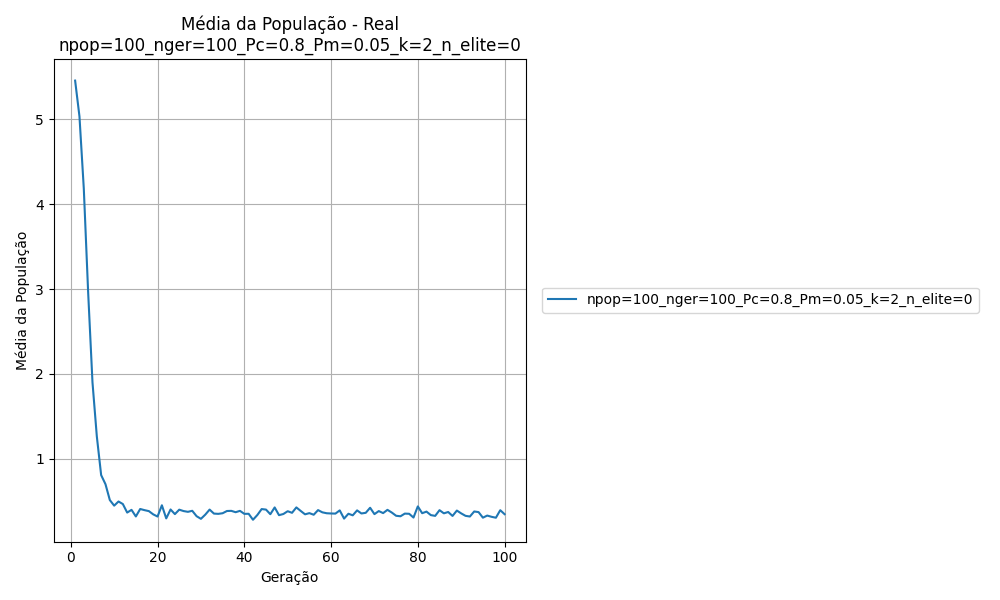 Média da População - Real
npop=100_nger=100_Pc=0.8_Pm=0.05_k=2_n_elite=0
Média da População
5
4
3
2
1
0
20
40
60
80
100
Geração
npop=100_nger=100_Pc=0.8_Pm=0.05_k=2_n_elite=0